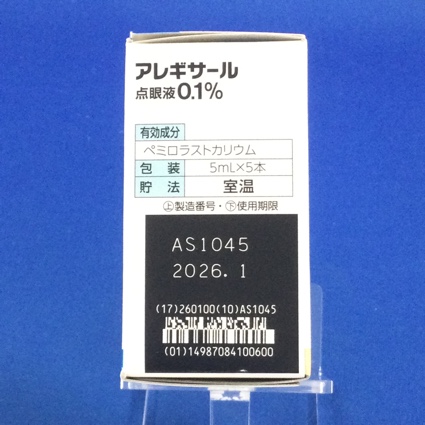 アレギサール
点眼液0.1%
有効成分
ペミロラストカリウム
包装 5mL×5本
貯法 室温
㊤製造番号・㊦使用期限
AS1045
2026. 1
(17)260100(10)AS1045
(01)14987084100600